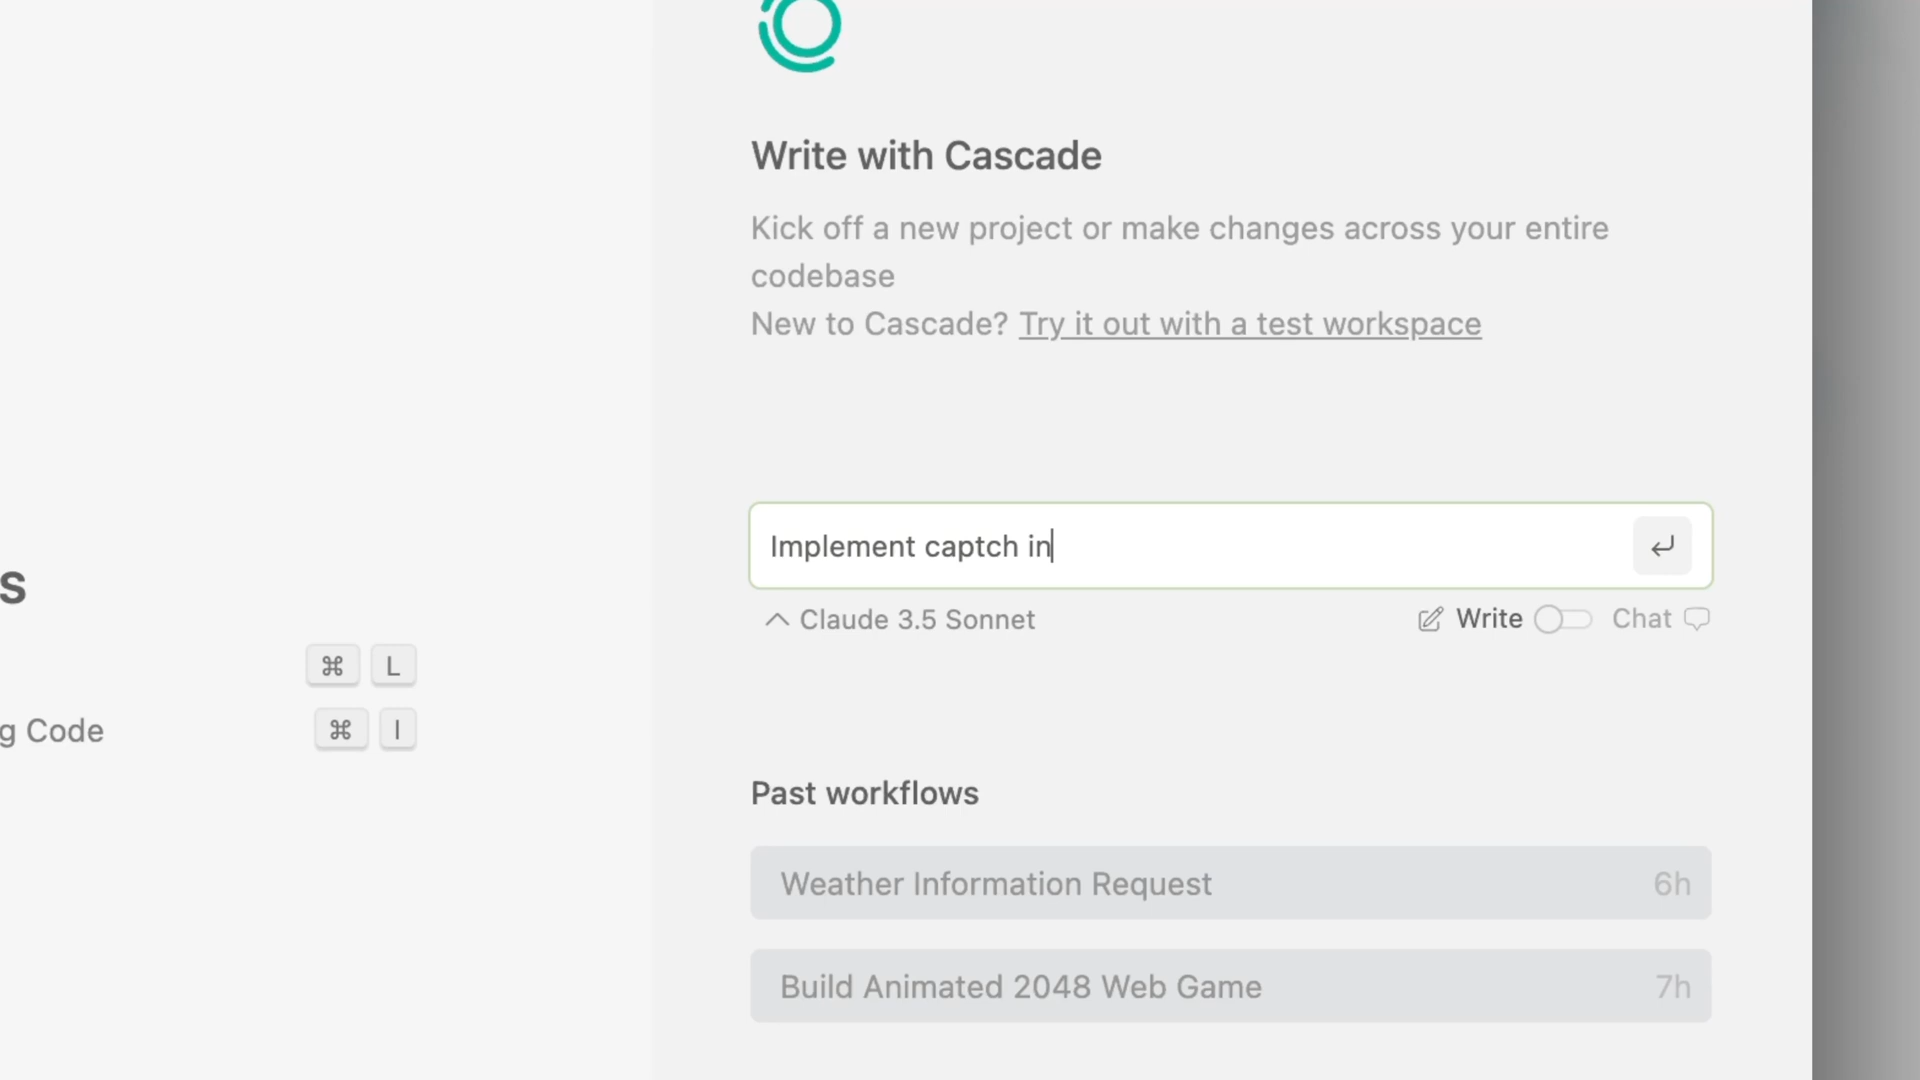 Write with Cascade
Kick off a new project or make changes across your entire
codebase
New to Cascade? Try it out with a test workspace
Implement captch in
Claude 3.5 Sonnet
Write Chat
s
⌘ L
g Code ⌘ I
Past workflows
Weather Information Request 6h
Build Animated 2048 Web Game 7h